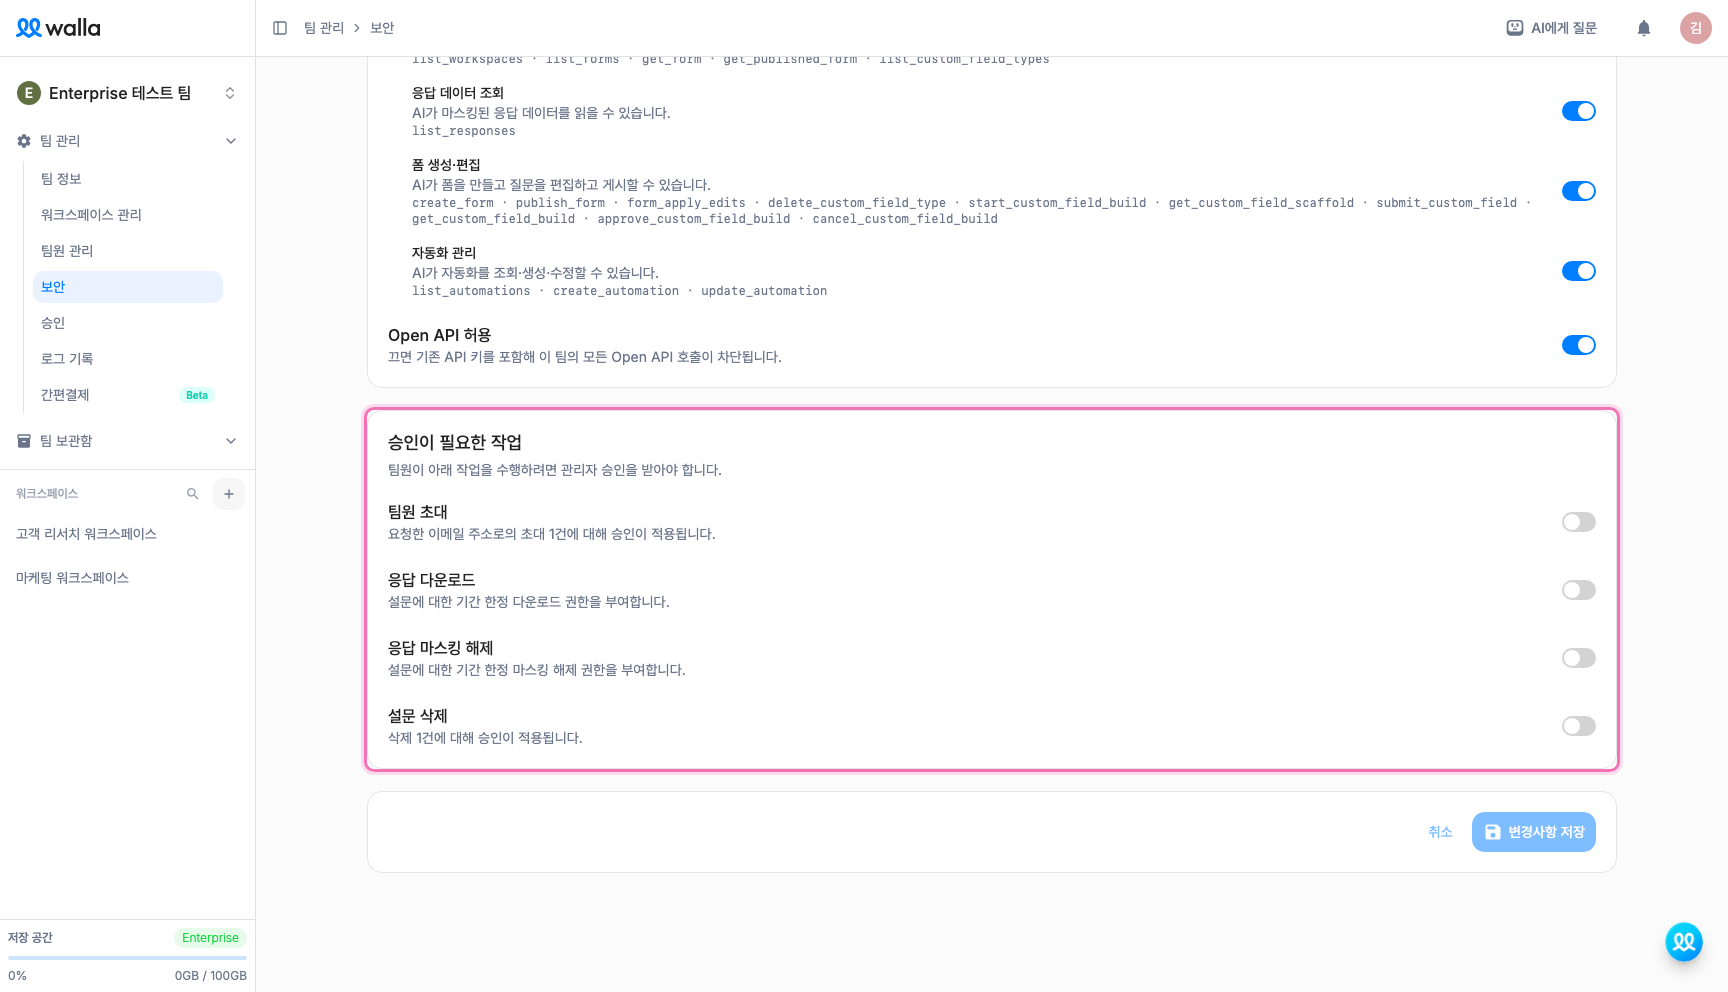 walla
팀 관리 > 보안
AI에게 질문
김
E Enterprise 테스트 팀
팀 관리
팀 정보
워크스페이스 관리
팀원 관리
보안
승인
로그 기록
간편결제 Beta
팀 보관함
워크스페이스
고객 리서치 워크스페이스
마케팅 워크스페이스
저장 공간 Enterprise
0% 0GB / 100GB
list_workspaces · list_forms · get_form · get_published_form · list_custom_field_types
응답 데이터 조회
AI가 마스킹된 응답 데이터를 읽을 수 있습니다.
list_responses
폼 생성·편집
AI가 폼을 만들고 질문을 편집하고 게시할 수 있습니다.
create_form · publish_form · form_apply_edits · delete_custom_field_type · start_custom_field_build · get_custom_field_scaffold · submit_custom_field ·
get_custom_field_build · approve_custom_field_build · cancel_custom_field_build
자동화 관리
AI가 자동화를 조회·생성·수정할 수 있습니다.
list_automations · create_automation · update_automation
Open API 허용
끄면 기존 API 키를 포함해 이 팀의 모든 Open API 호출이 차단됩니다.
승인이 필요한 작업
팀원이 아래 작업을 수행하려면 관리자 승인을 받아야 합니다.
팀원 초대
요청한 이메일 주소로의 초대 1건에 대해 승인이 적용됩니다.
응답 다운로드
설문에 대한 기간 한정 다운로드 권한을 부여합니다.
응답 마스킹 해제
설문에 대한 기간 한정 마스킹 해제 권한을 부여합니다.
설문 삭제
삭제 1건에 대해 승인이 적용됩니다.
취소
변경사항 저장